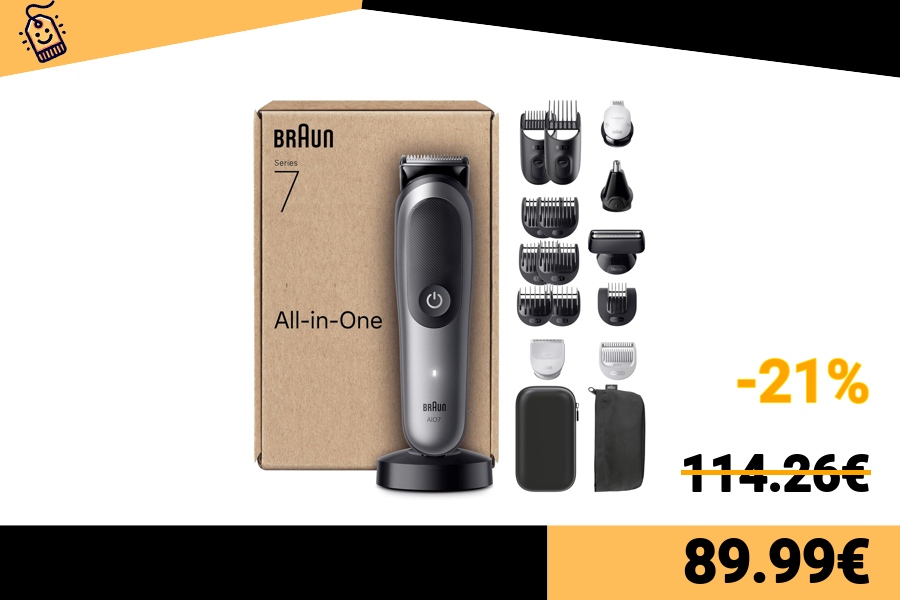 BRAUN
Series
7
All-in-One
BRAUN
AIO7
-21%
114.26€
89.99€